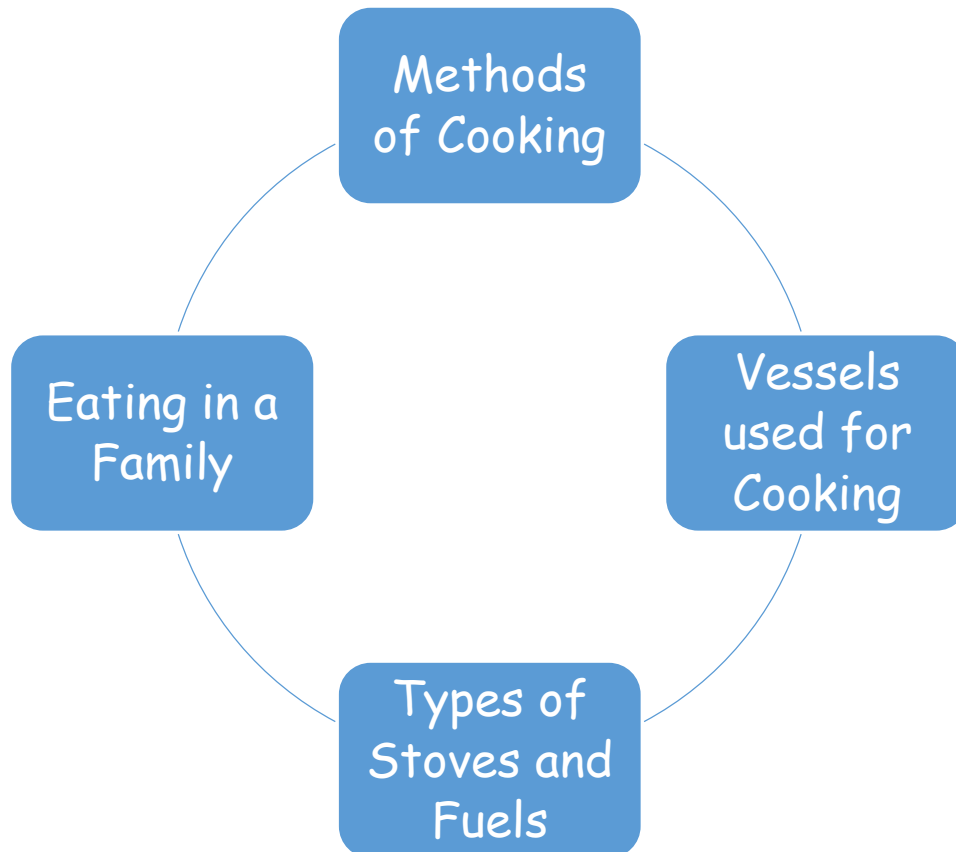 Methods
of Cooking
Eating in a
Family
Vessels
used for
Cooking
Types of
Stoves and
Fuels